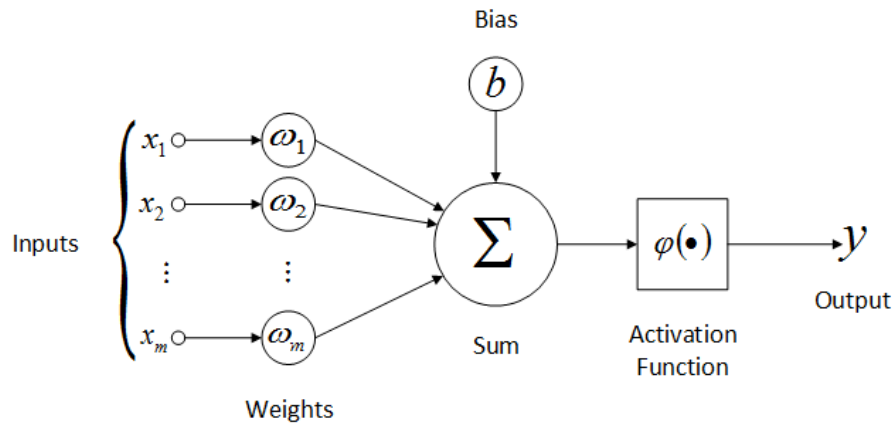 Bias
b
x₁ ω₁
x₂ ω₂
Inputs
⋮ ⋮
Σ φ(•) y
xₘ ωₘ
Output
Sum
Activation
Function
Weights